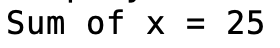 Sum of x = 25